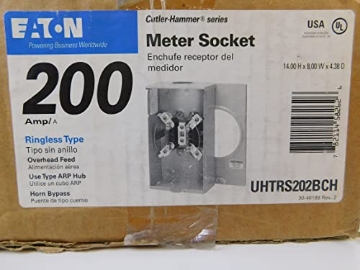 EATON
Powering Business Worldwide
Cutler-Hammer® series
Meter Socket
Enchufe receptor del
medidor
USA
UL
14.00 H x 8.00 W x 4.38 D
200
Amp/A
Ringless Type
Tipo sin anillo
Overhead Feed
Alimentación aérea
Use Type ARP Hub
Utilise un cubo ARP
Horn Bypass
Puente de tipo cuerno
UHTRS202BCH